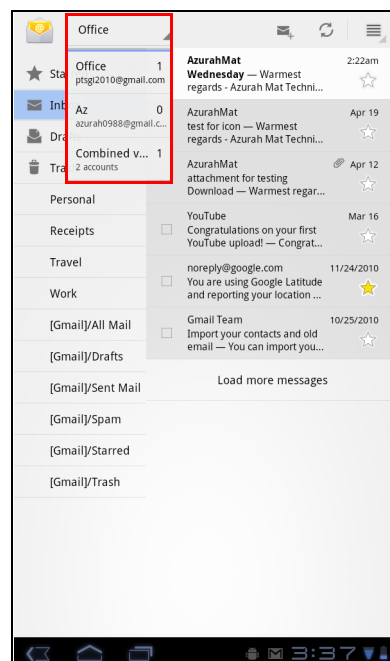 Office
Office 1
ptsgi2010@gmail.com
Az 0
azurah0988@gmail.c...
Combined v... 1
2 accounts
Sta
Inb
Dra
Tra
Personal
Receipts
Travel
Work
[Gmail]/All Mail
[Gmail]/Drafts
[Gmail]/Sent Mail
[Gmail]/Spam
[Gmail]/Starred
[Gmail]/Trash
AzurahMat 2:22am
Wednesday — Warmest
regards - Azurah Mat Techni...
AzurahMat Apr 19
test for icon — Warmest
regards - Azurah Mat Techni...
AzurahMat Apr 12
attachment for testing
Download — Warmest regar...
YouTube Mar 16
Congratulations on your first
YouTube upload! — Congrat...
noreply@google.com 11/24/2010
You are using Google Latitude
and reporting your location ...
Gmail Team 10/25/2010
Import your contacts and old
email — You can import you...
Load more messages
3:37